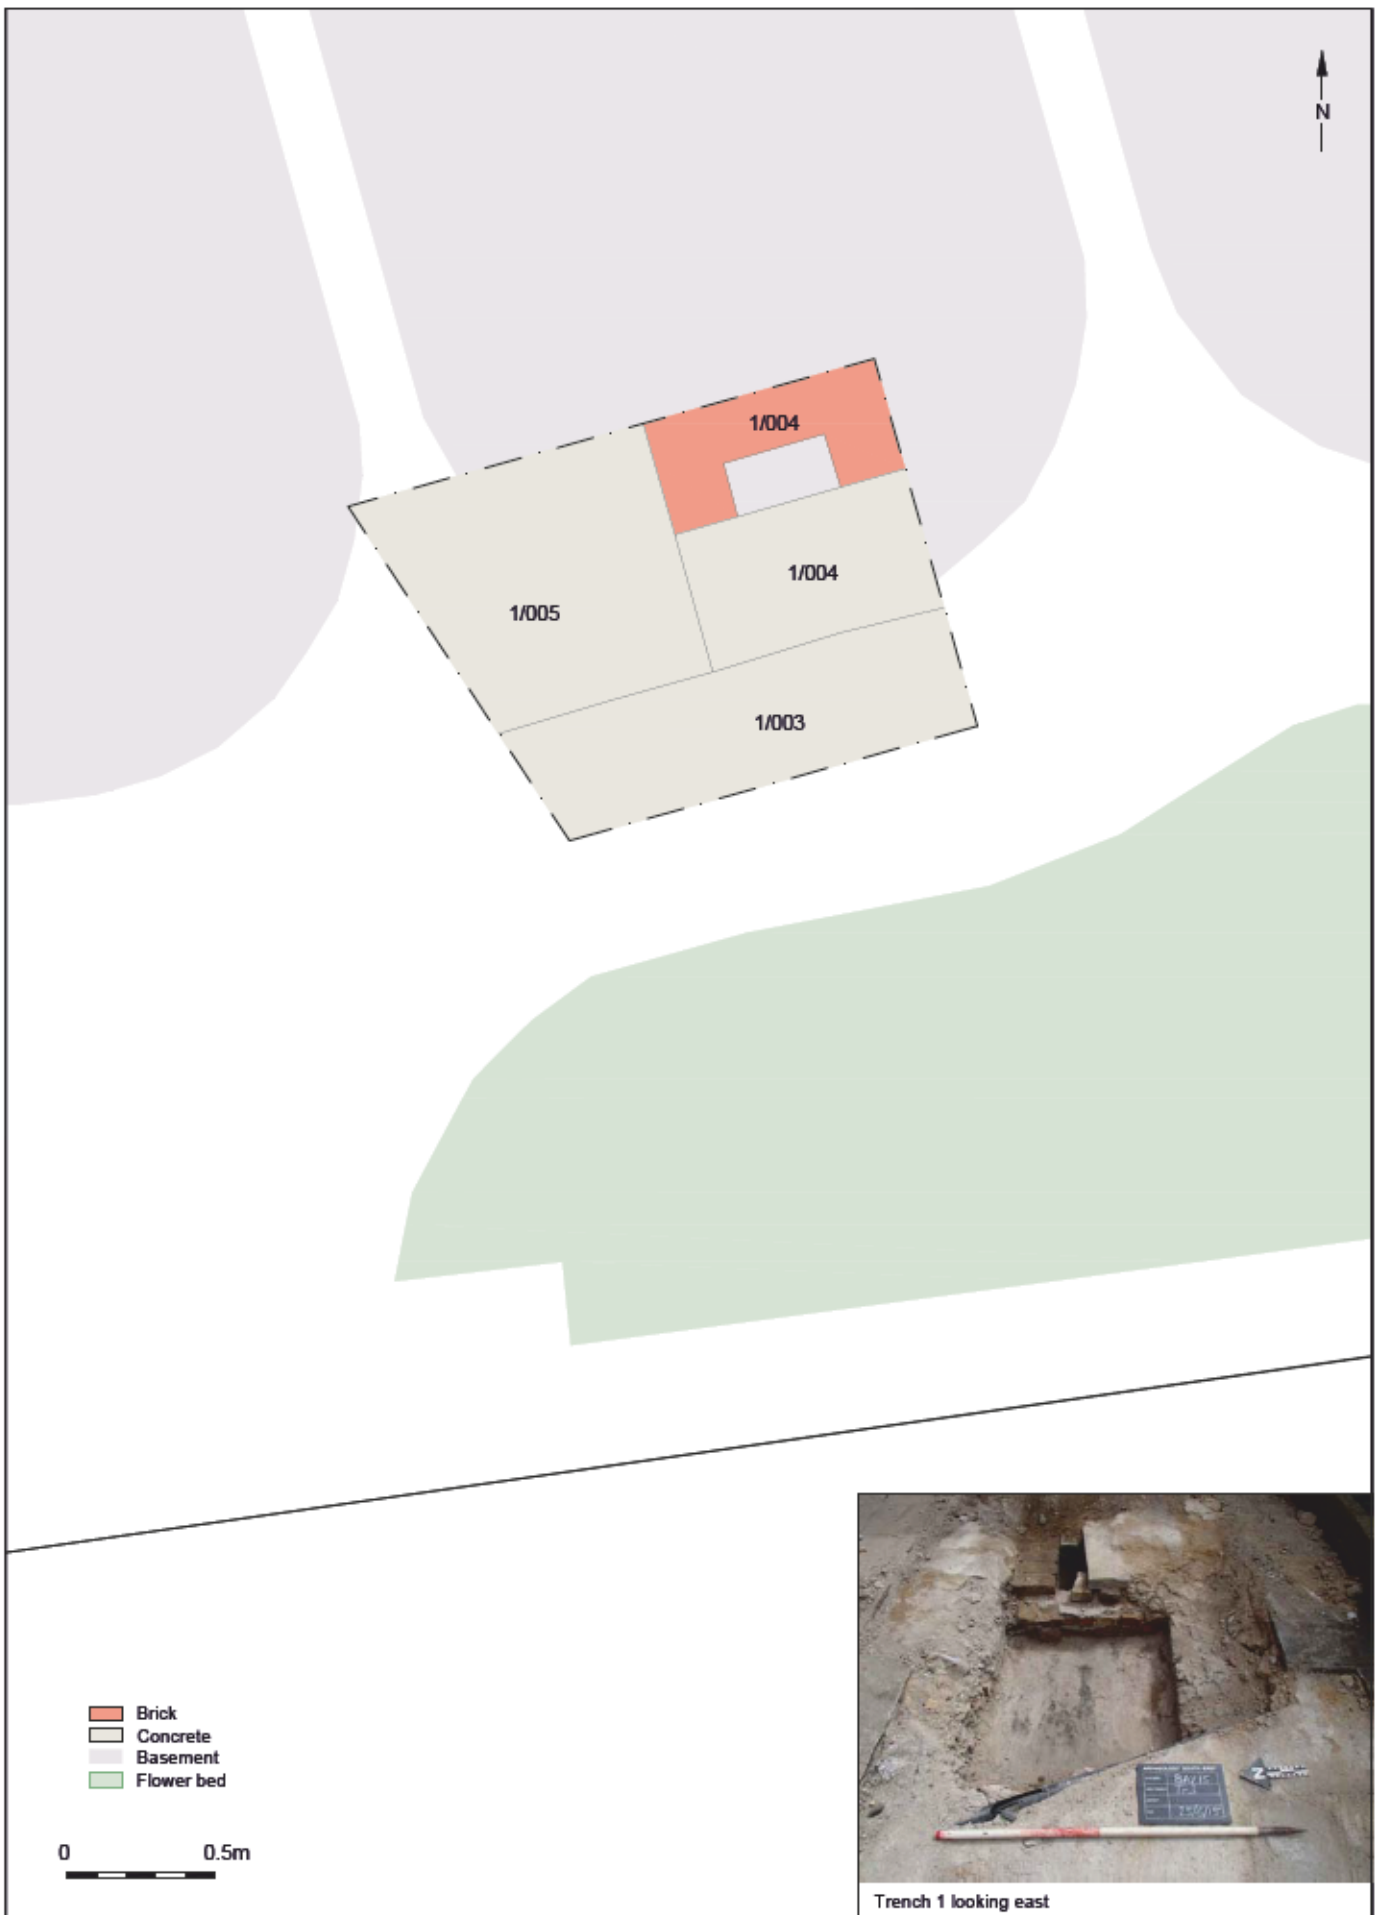 N
1/004
1/004
1/005
1/003
Brick
Concrete
Basement
Flower bed
0 0.5m
N
Trench 1 looking east